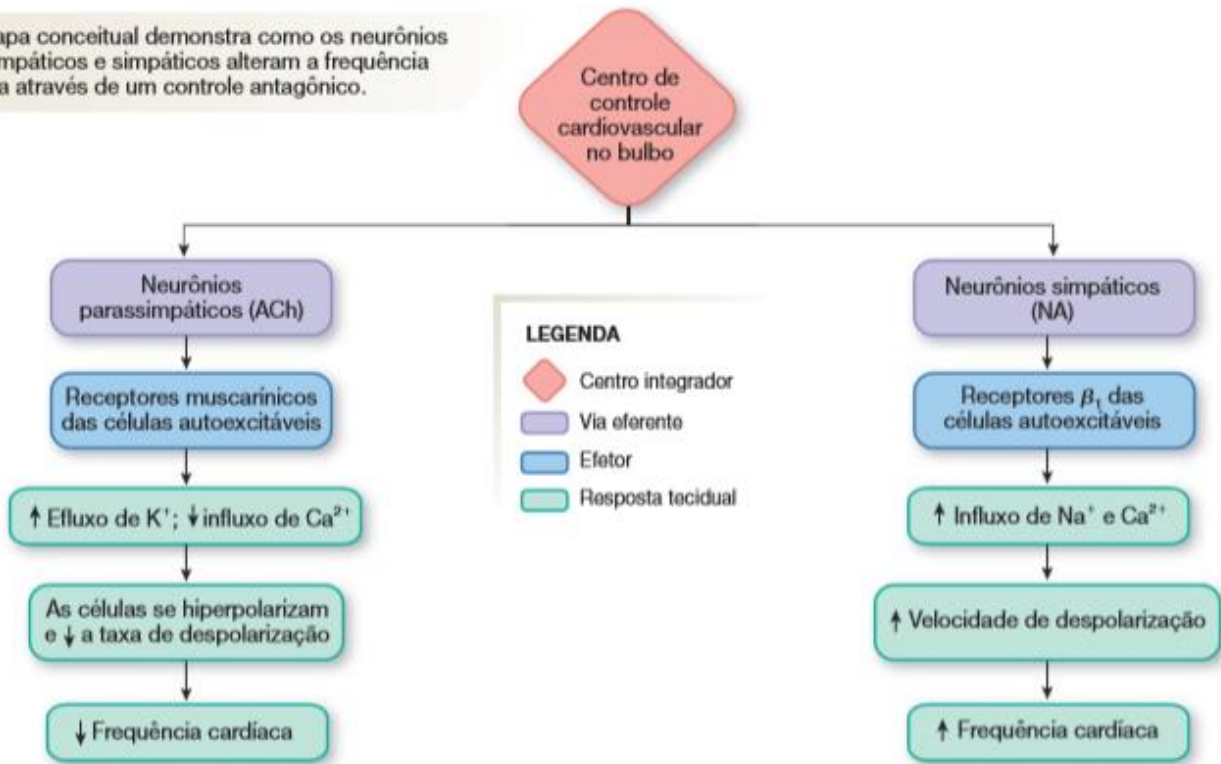 apa conceitual demonstra como os neurônios
mpáticos e simpáticos alteram a frequência
a através de um controle antagônico.
Centro de
controle
cardiovascular
no bulbo
Neurônios
parassimpáticos (ACh)
Receptores muscarínicos
das células autoexcitáveis
↑ Efluxo de K⁺; ↓ influxo de Ca²⁺
As células se hiperpolarizam
e ↓ a taxa de despolarização
↓ Frequência cardíaca
LEGENDA
Centro integrador
Via eferente
Efetor
Resposta tecidual
Neurônios simpáticos
(NA)
Receptores β₁ das
células autoexcitáveis
↑ Influxo de Na⁺ e Ca²⁺
↑ Velocidade de despolarização
↑ Frequência cardíaca